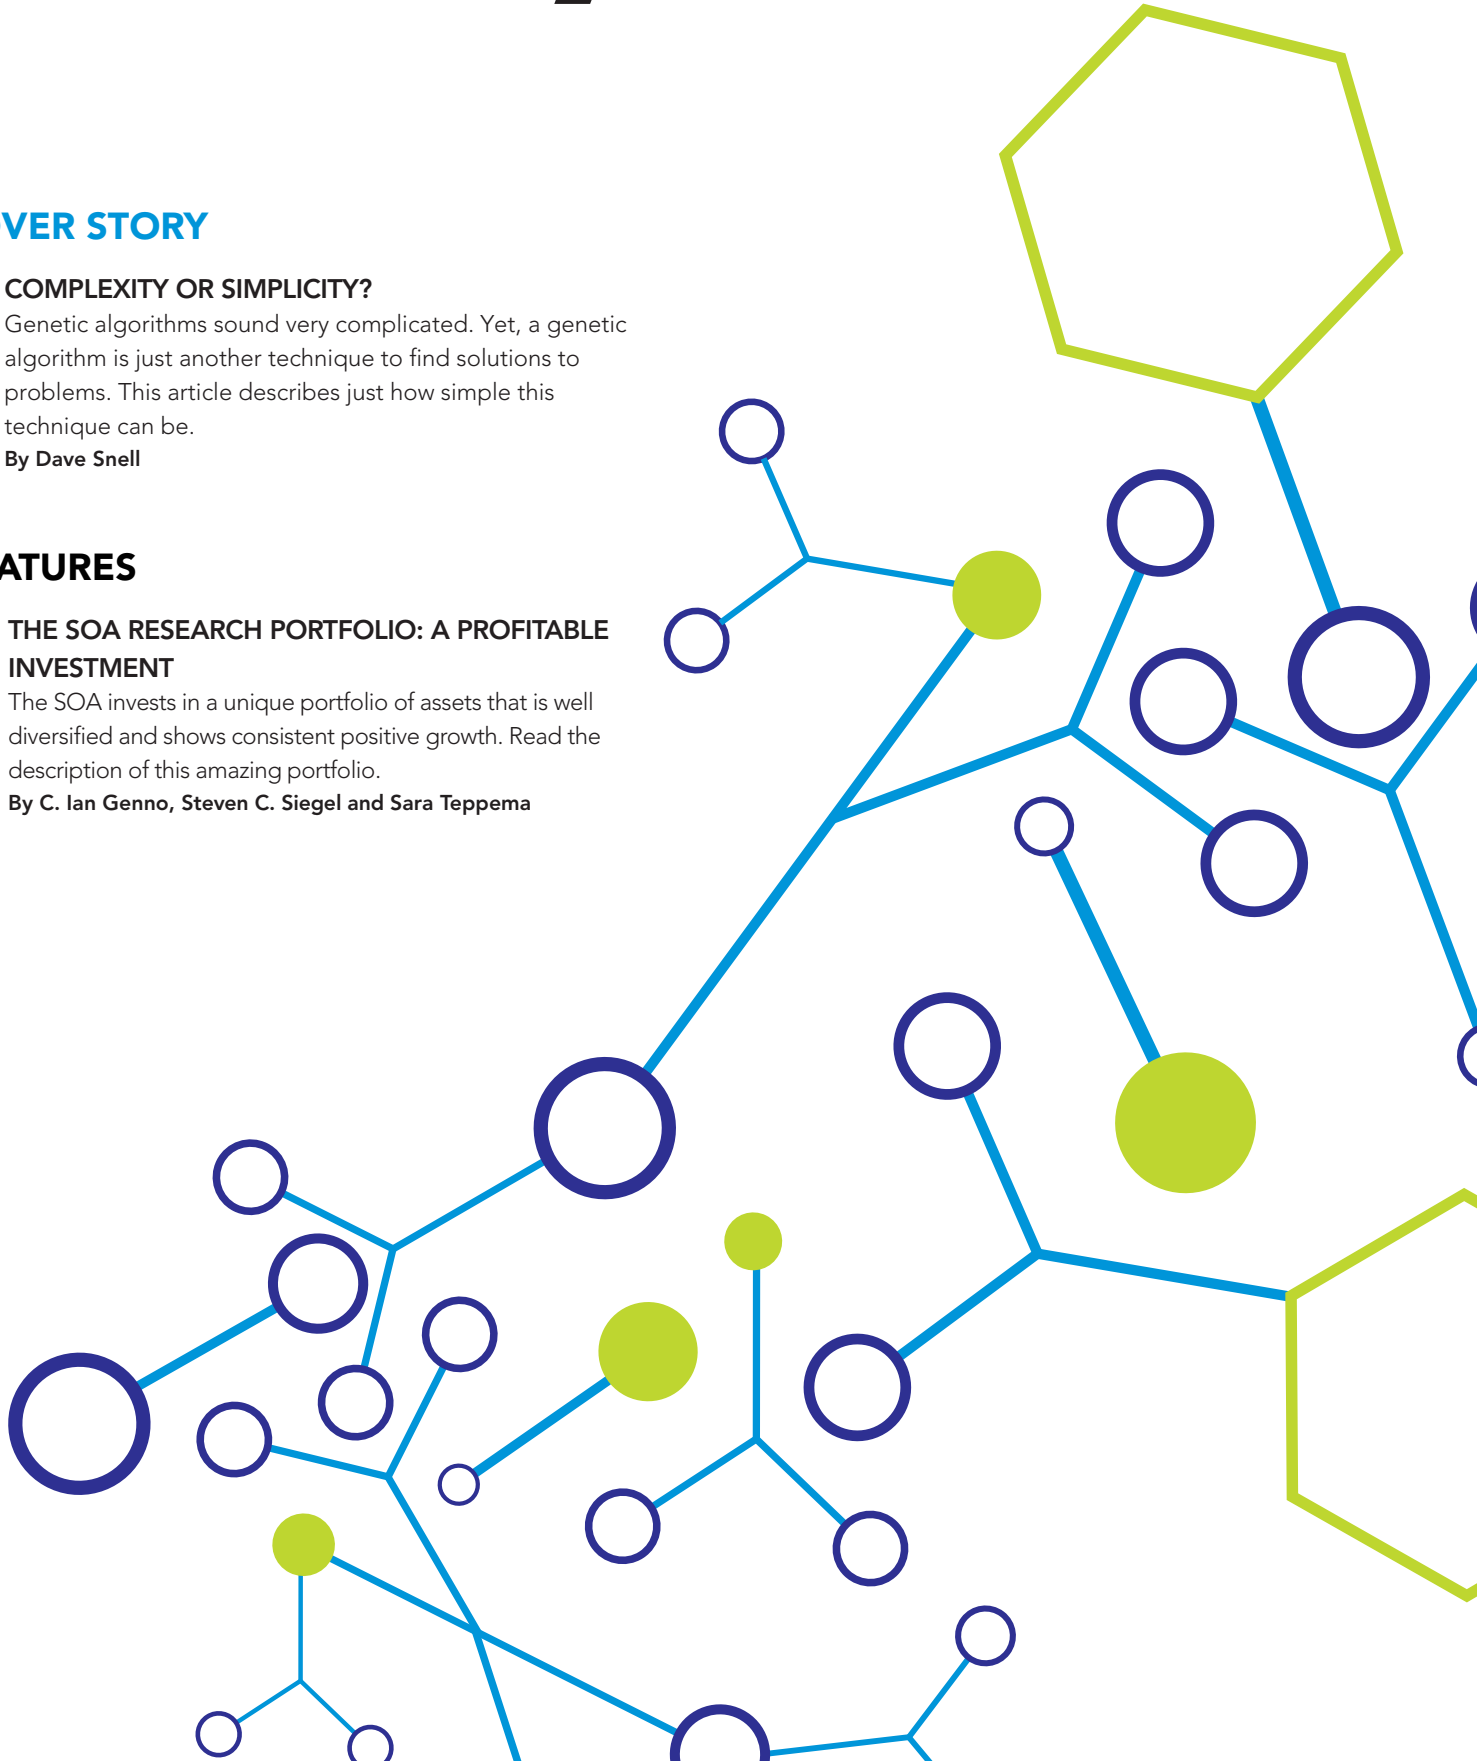 VER STORY
COMPLEXITY OR SIMPLICITY?
Genetic algorithms sound very complicated. Yet, a genetic
algorithm is just another technique to find solutions to
problems. This article describes just how simple this
technique can be.
By Dave Snell
ATURES
THE SOA RESEARCH PORTFOLIO: A PROFITABLE
INVESTMENT
The SOA invests in a unique portfolio of assets that is well
diversified and shows consistent positive growth. Read the
description of this amazing portfolio.
By C. Ian Genno, Steven C. Siegel and Sara Teppema